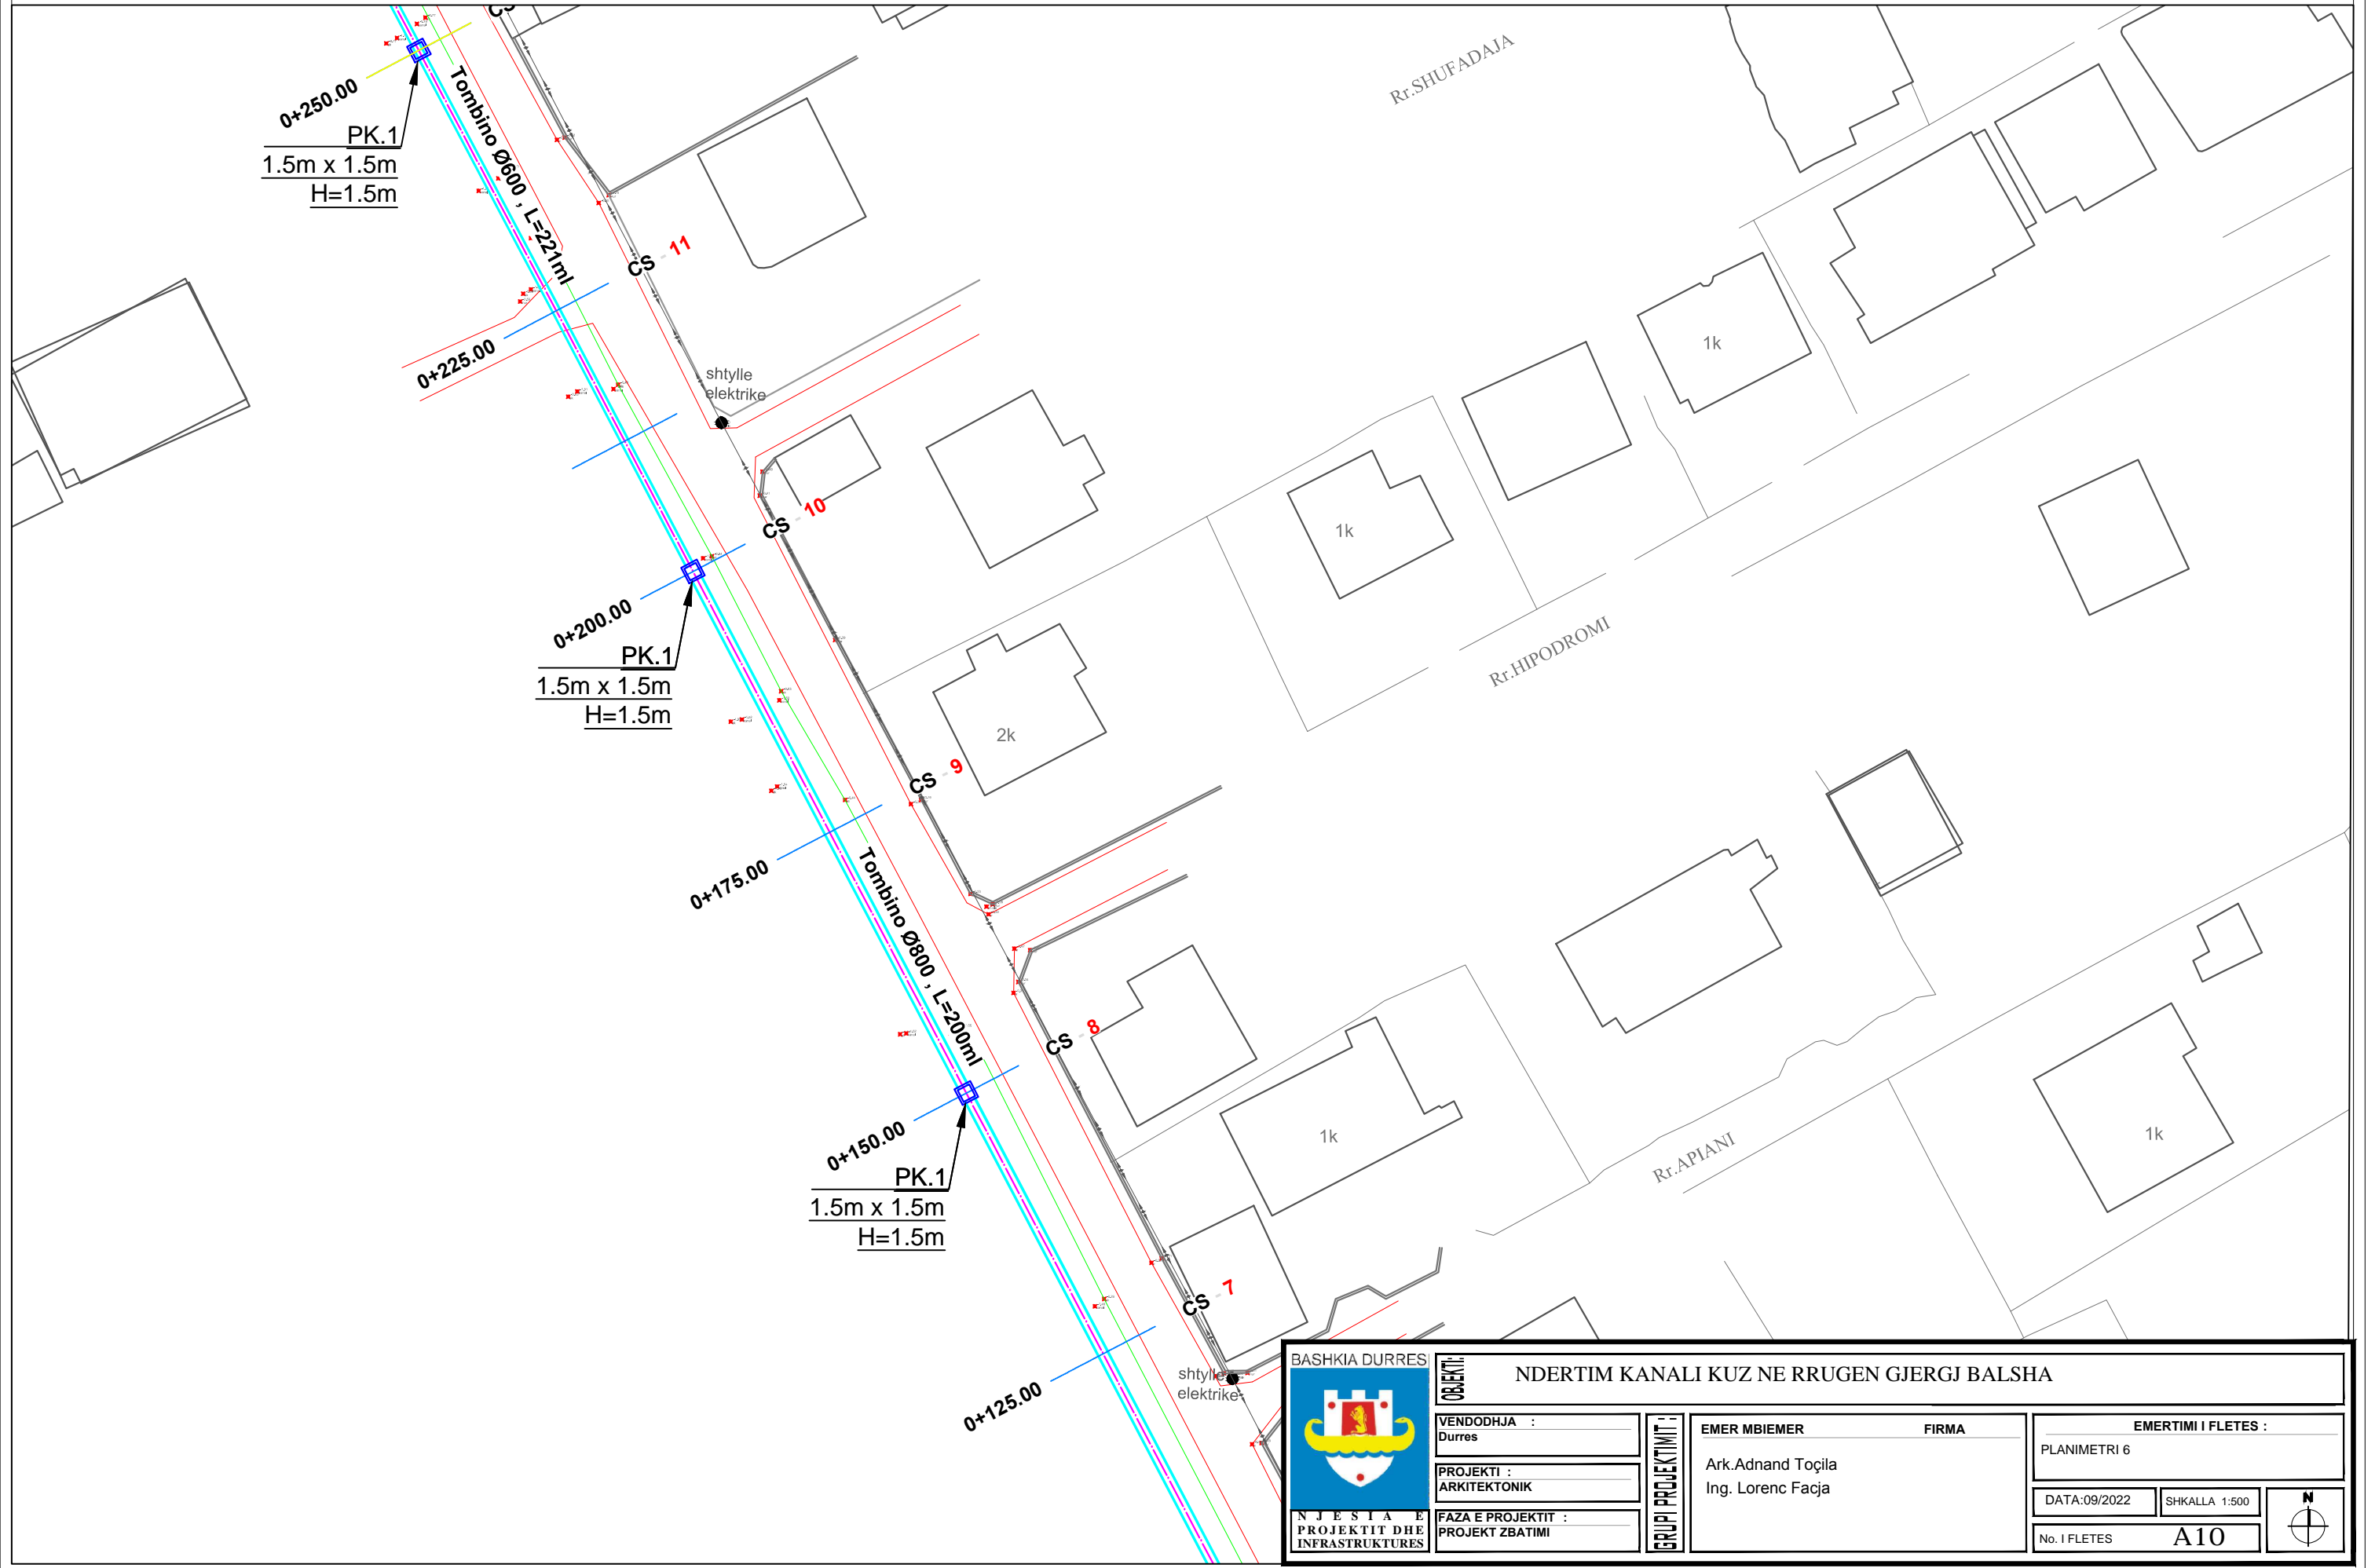 CS
Rr.SHUFADAJA
0+250.00
PK.1
1.5m x 1.5m
H=1.5m
Tombino Ø600 , L=221ml
CS - 11
0+225.00
shtylle
elektrike
1k
CS - 10
1k
0+200.00
PK.1
1.5m x 1.5m
H=1.5m
Rr.HIPODROMI
2k
CS - 9
0+175.00
Tombino Ø800 , L=200ml
CS - 8
0+150.00
PK.1
1.5m x 1.5m
H=1.5m
1k
Rr.APIANI
1k
CS - 7
shtylle
elektrike
0+125.00
BASHKIA DURRES
NJESIA E
PROJEKTIT DHE
INFRASTRUKTURES
OBJEKTI:
NDERTIM KANALI KUZ NE RRUGEN GJERGJ BALSHA
VENDODHJA :
Durres
PROJEKTI :
ARKITEKTONIK
FAZA E PROJEKTIT :
PROJEKT ZBATIMI
GRUPI PROJEKTIMIT:
EMER MBIEMER FIRMA
Ark.Adnand Toçila
Ing. Lorenc Facja
EMERTIMI I FLETES :
PLANIMETRI 6
DATA:09/2022
SHKALLA 1:500
No. I FLETES A10
N